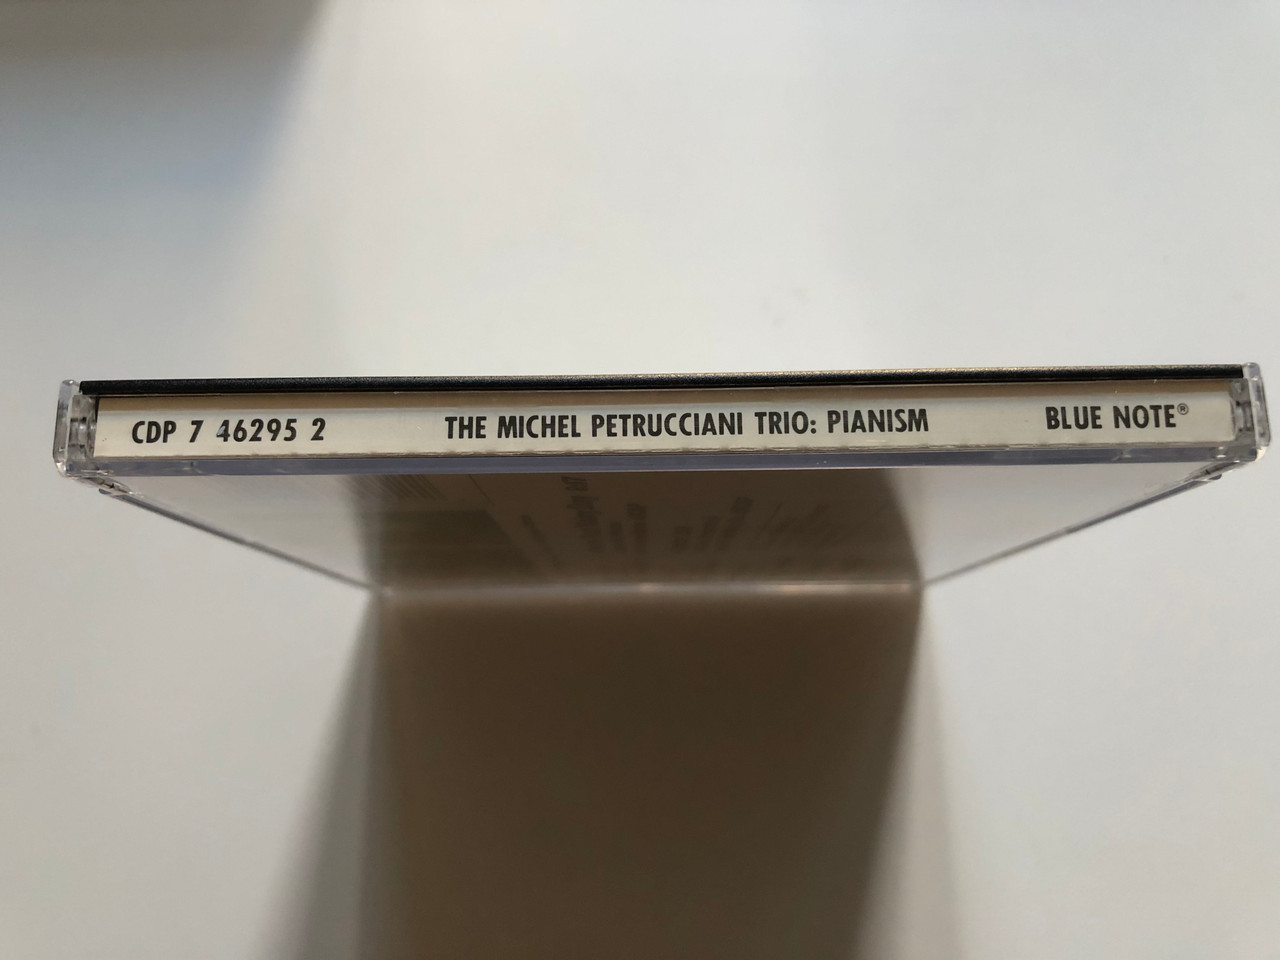 CDP 7 46295 2 THE MICHEL PETRUCCIANI TRIO: PIANISM BLUE NOTE®